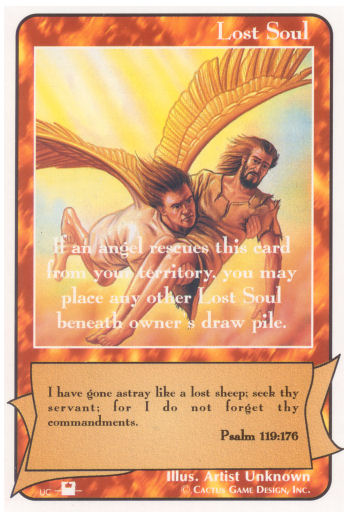 Lost Soul
If an angel rescues this card
from your territory, you may
place any other Lost Soul
beneath owner s draw pile.
I have gone astray like a lost sheep; seek thy
servant; for I do not forget thy
commandments.
Psalm 119:176
Illus. Artist Unknown
UC
© Cactus Game Design, Inc.